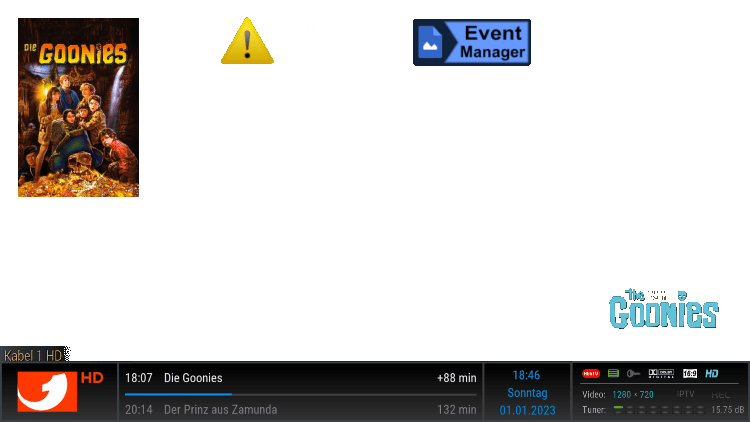 DIE GOONIES
Event
Manager
The
GOONIES
Kabel 1 HD
HD
18:07 Die Goonies +88 min
20:14 Der Prinz aus Zamunda 132 min
18:46
Sonntag
01.01.2023
HbbTV DOLBY DIGITAL 16:9 HD
Video: 1280 × 720 IPTV REC
Tuner: 15.75 dB